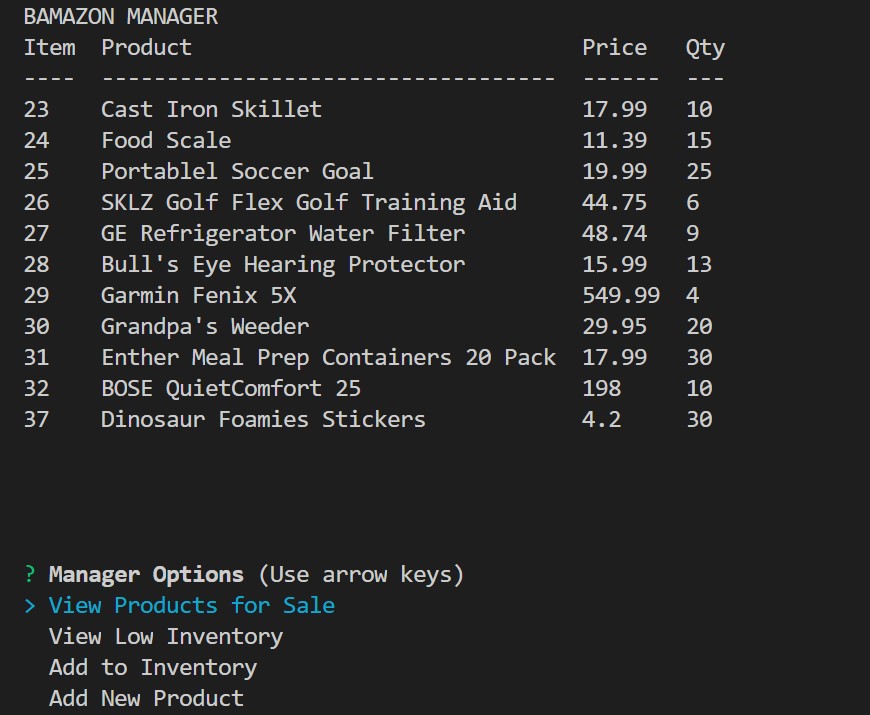 BAMAZON MANAGER
Item  Product                              Price   Qty
----  -----------------------------------  ------  ---
23    Cast Iron Skillet                    17.99   10
24    Food Scale                           11.39   15
25    Portablel Soccer Goal                19.99   25
26    SKLZ Golf Flex Golf Training Aid     44.75   6
27    GE Refrigerator Water Filter         48.74   9
28    Bull's Eye Hearing Protector         15.99   13
29    Garmin Fenix 5X                      549.99  4
30    Grandpa's Weeder                     29.95   20
31    Enther Meal Prep Containers 20 Pack  17.99   30
32    BOSE QuietComfort 25                 198     10
37    Dinosaur Foamies Stickers            4.2     30
? Manager Options (Use arrow keys)
> View Products for Sale
  View Low Inventory
  Add to Inventory
  Add New Product